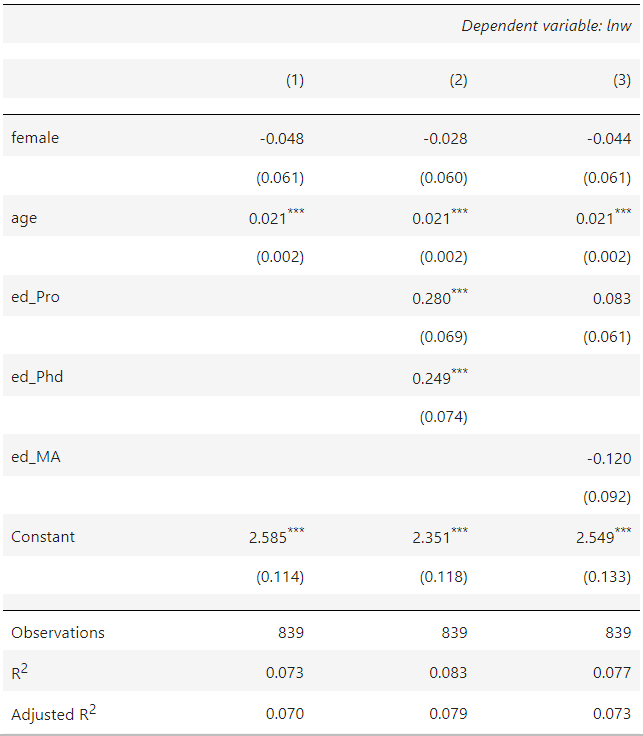 Dependent variable: lnw
(1) (2) (3)
female -0.048 -0.028 -0.044
(0.061) (0.060) (0.061)
age 0.021*** 0.021*** 0.021***
(0.002) (0.002) (0.002)
ed_Pro 0.280*** 0.083
(0.069) (0.061)
ed_Phd 0.249***
(0.074)
ed_MA -0.120
(0.092)
Constant 2.585*** 2.351*** 2.549***
(0.114) (0.118) (0.133)
Observations 839 839 839
R2 0.073 0.083 0.077
Adjusted R2 0.070 0.079 0.073